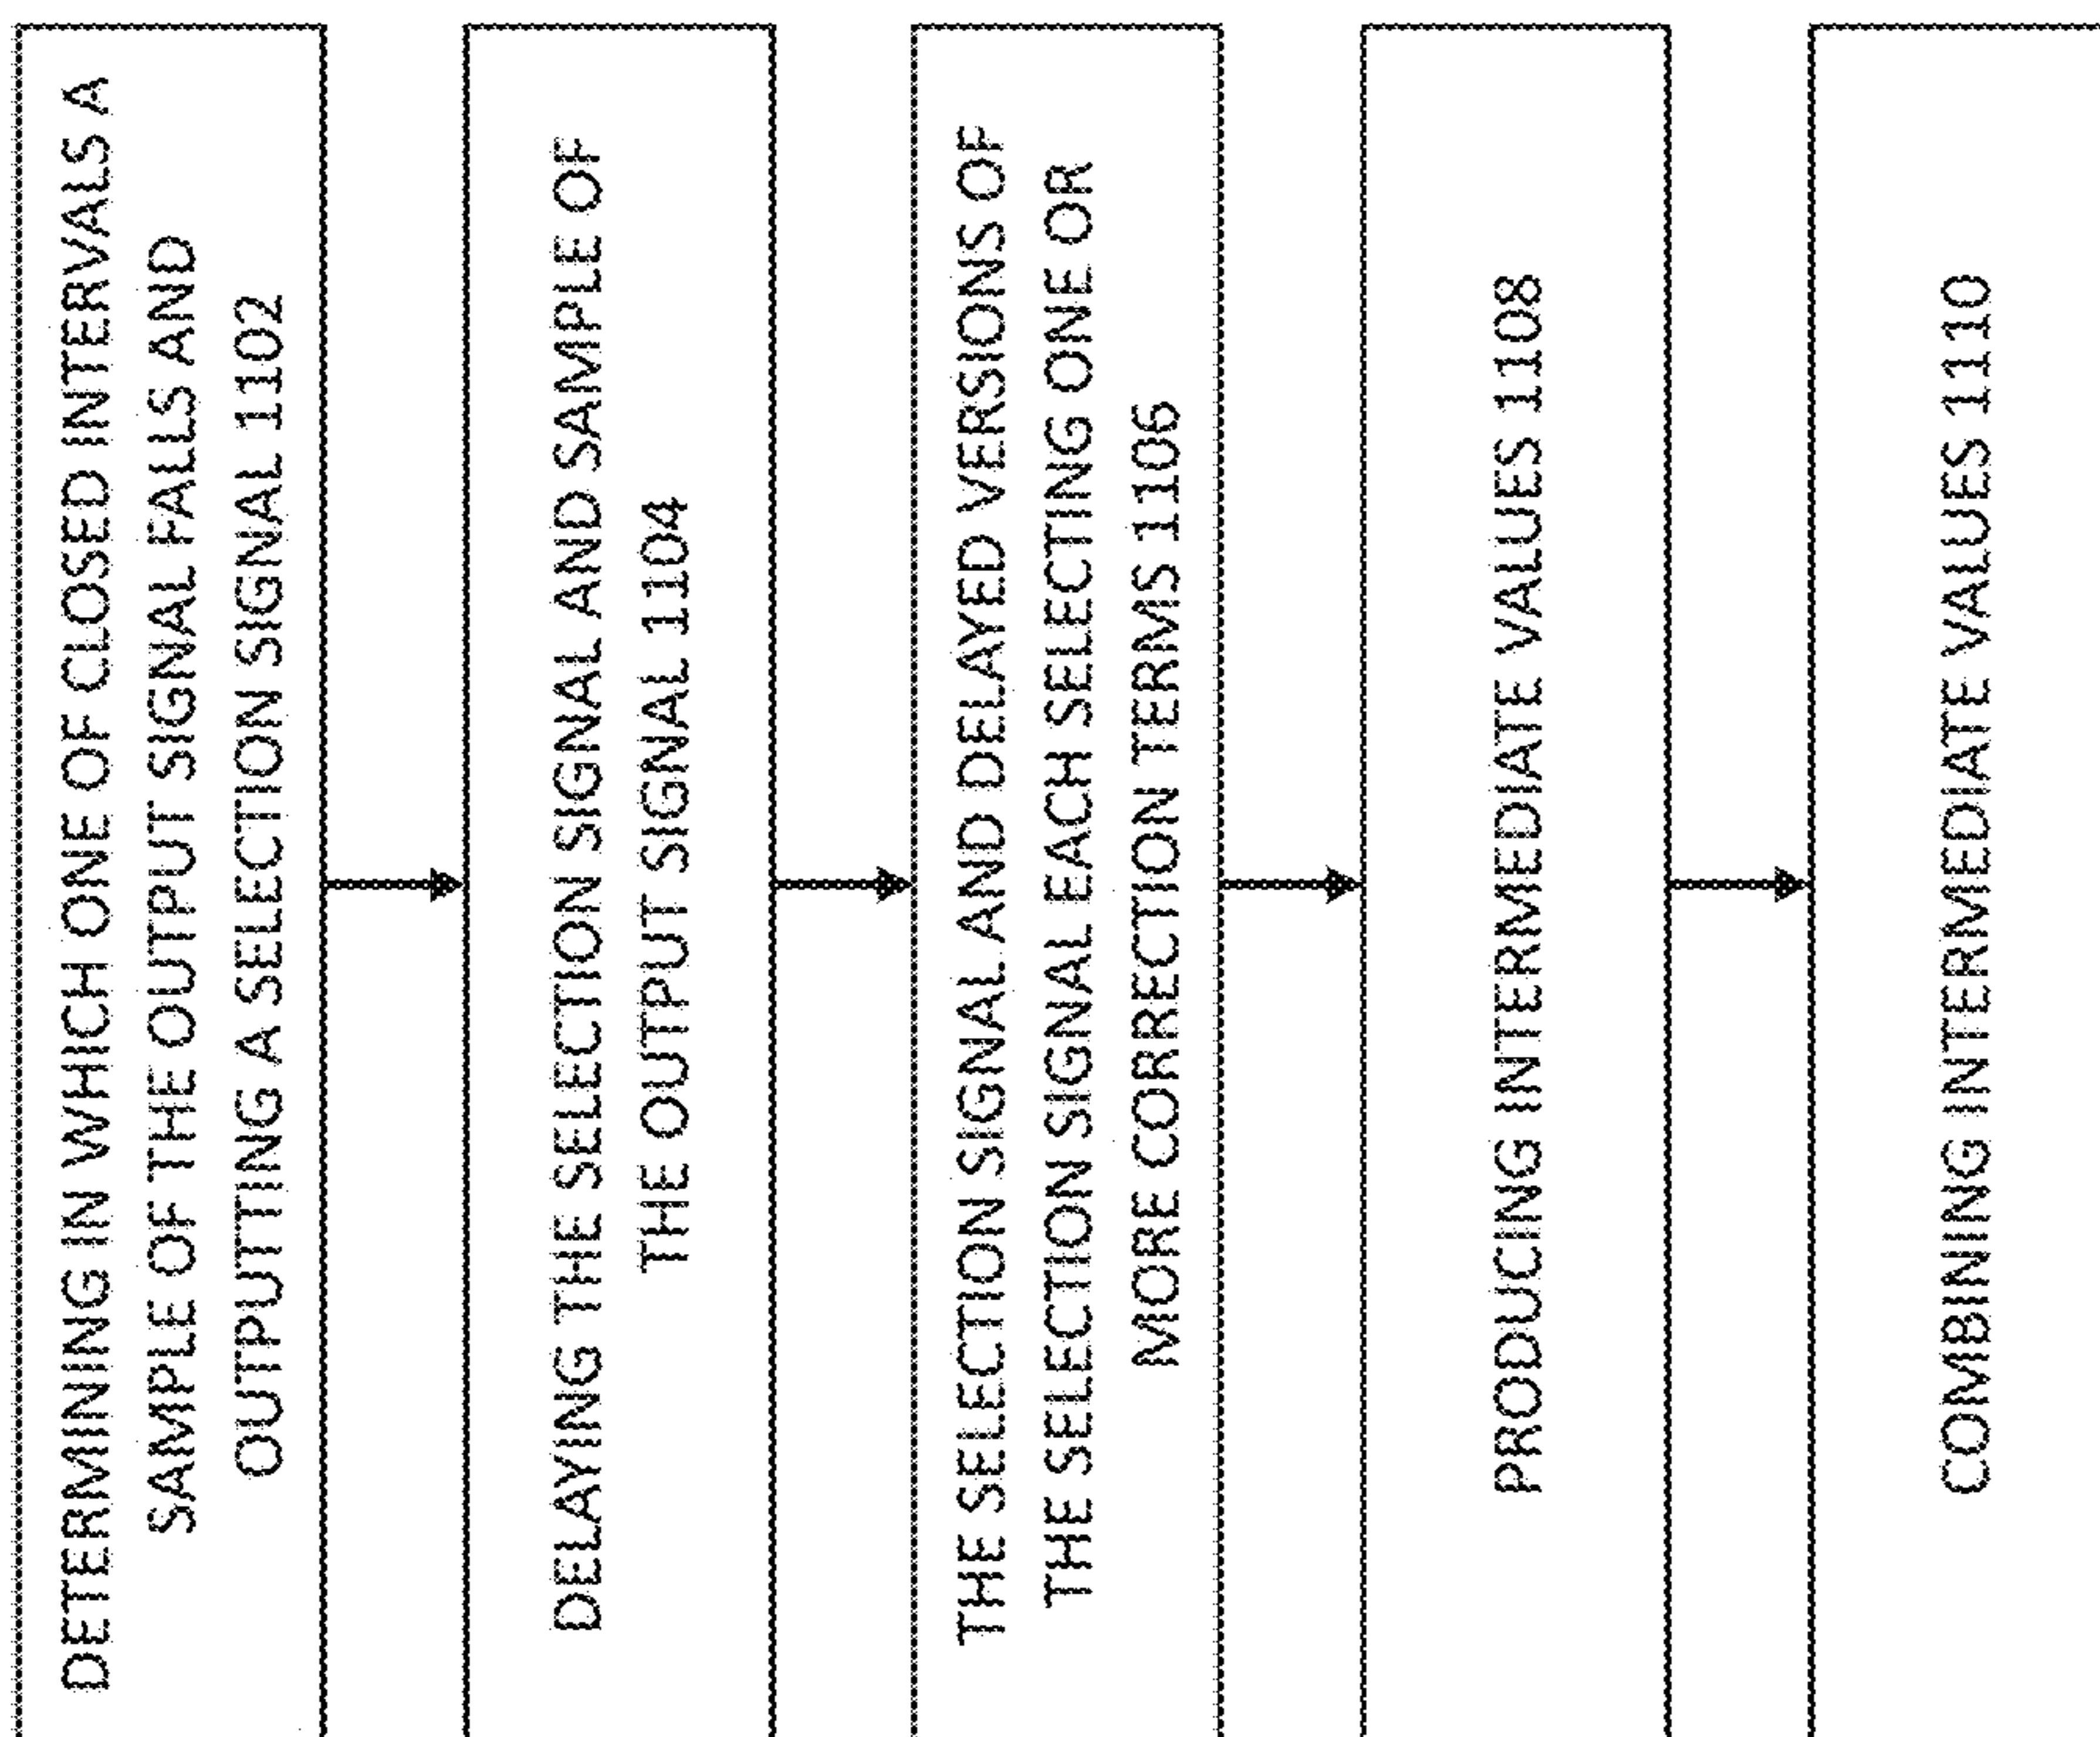 DETERMINING IN WHICH ONE OF CLOSED INTERVALS A
SAMPLE OF THE OUTPUT SIGNAL FALLS AND
OUTPUTTING A SELECTION SIGNAL 1102
DELAYING THE SELECTION SIGNAL AND SAMPLE OF
THE OUTPUT SIGNAL 1104
THE SELECTION SIGNAL AND DELAYED VERSIONS OF
THE SELECTION SIGNAL EACH SELECTING ONE OR
MORE CORRECTION TERMS 1106
PRODUCING INTERMEDIATE VALUES 1108
COMBINING INTERMEDIATE VALUES 1110